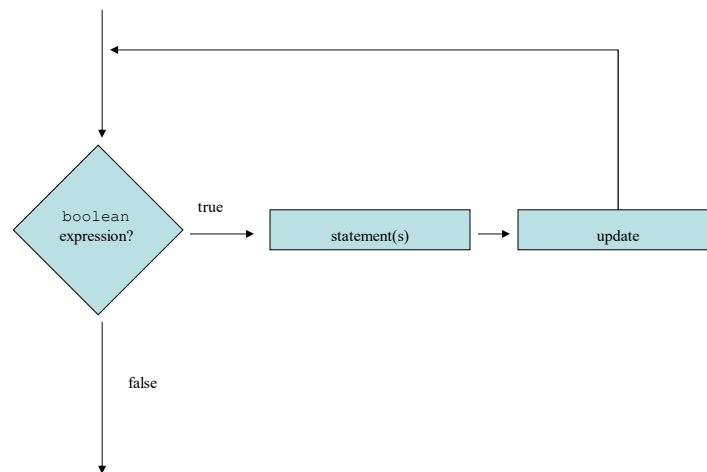 boolean
expression?
true
statement(s)
update
false